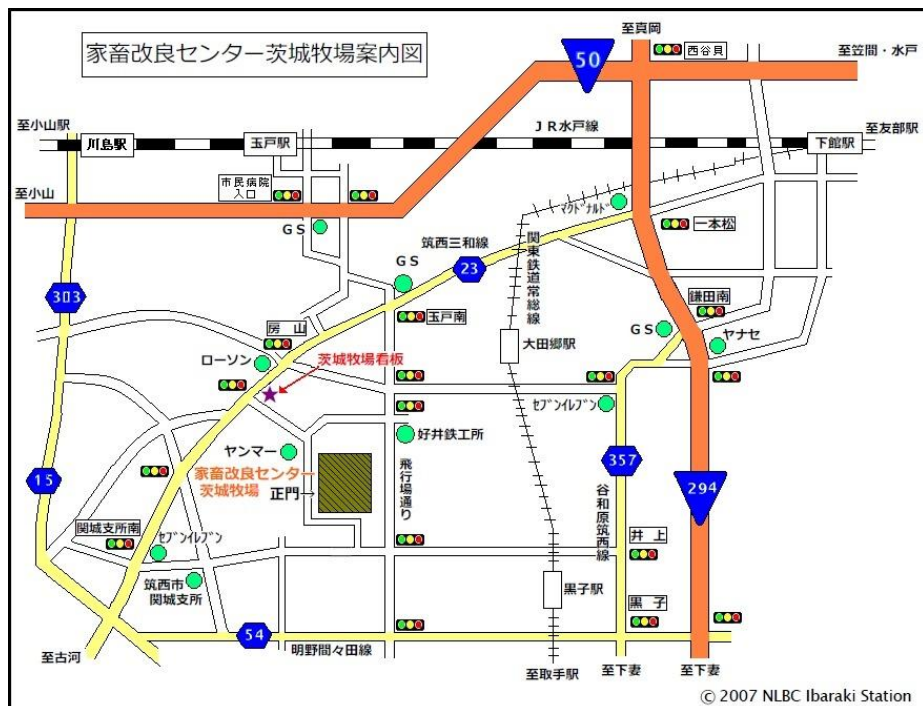 家畜改良センター茨城牧場案内図
至真岡
50
西谷貝
至笠間・水戸
至小山駅
川島駅
玉戸駅
JR水戸線
下館駅
至友部駅
至小山
市民病院
入口
GS
マクドナルド
一本松
筑西三和線
関東鉄道常総線
23
GS
303
玉戸南
房山
鎌田南
GS
ヤナセ
大田郷駅
ローソン
茨城牧場看板
セブンイレブン
好井鉄工所
ヤンマー
家畜改良センター
茨城牧場
正門→
飛行場通り
357
谷和原筑西線
294
15
関城支所南
セブンイレブン
井上
筑西市
関城支所
黒子駅
黒子
54
明野間々田線
至古河
至取手駅
至下妻
至下妻
© 2007 NLBC Ibaraki Station